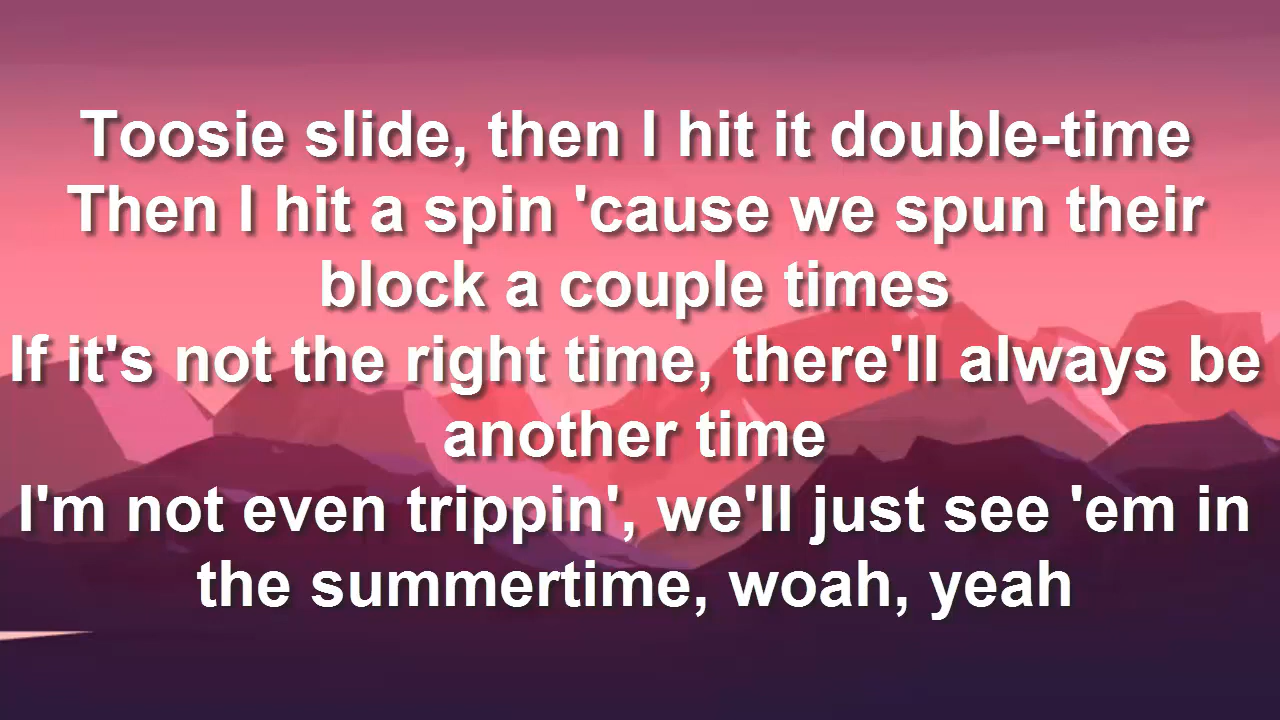 Toosie slide, then I hit it double-time
Then I hit a spin 'cause we spun their
block a couple times
If it's not the right time, there'll always be
another time
I'm not even trippin', we'll just see 'em in
the summertime, woah, yeah